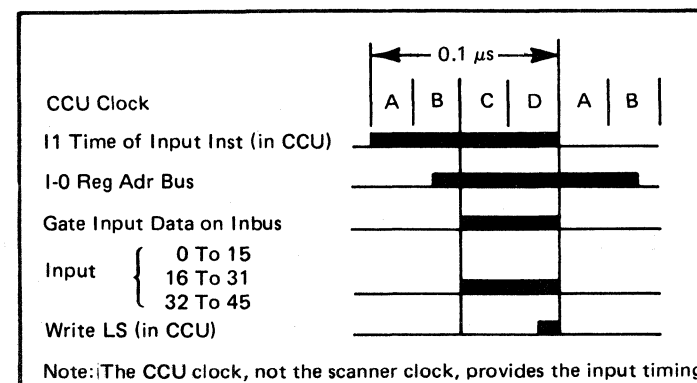 0.1 μs
CCU Clock A B C D A B
I1 Time of Input Inst (in CCU)
I-0 Reg Adr Bus
Gate Input Data on Inbus
0 To 15
Input { 16 To 31
32 To 45
Write LS (in CCU)
Note: The CCU clock, not the scanner clock, provides the input timing